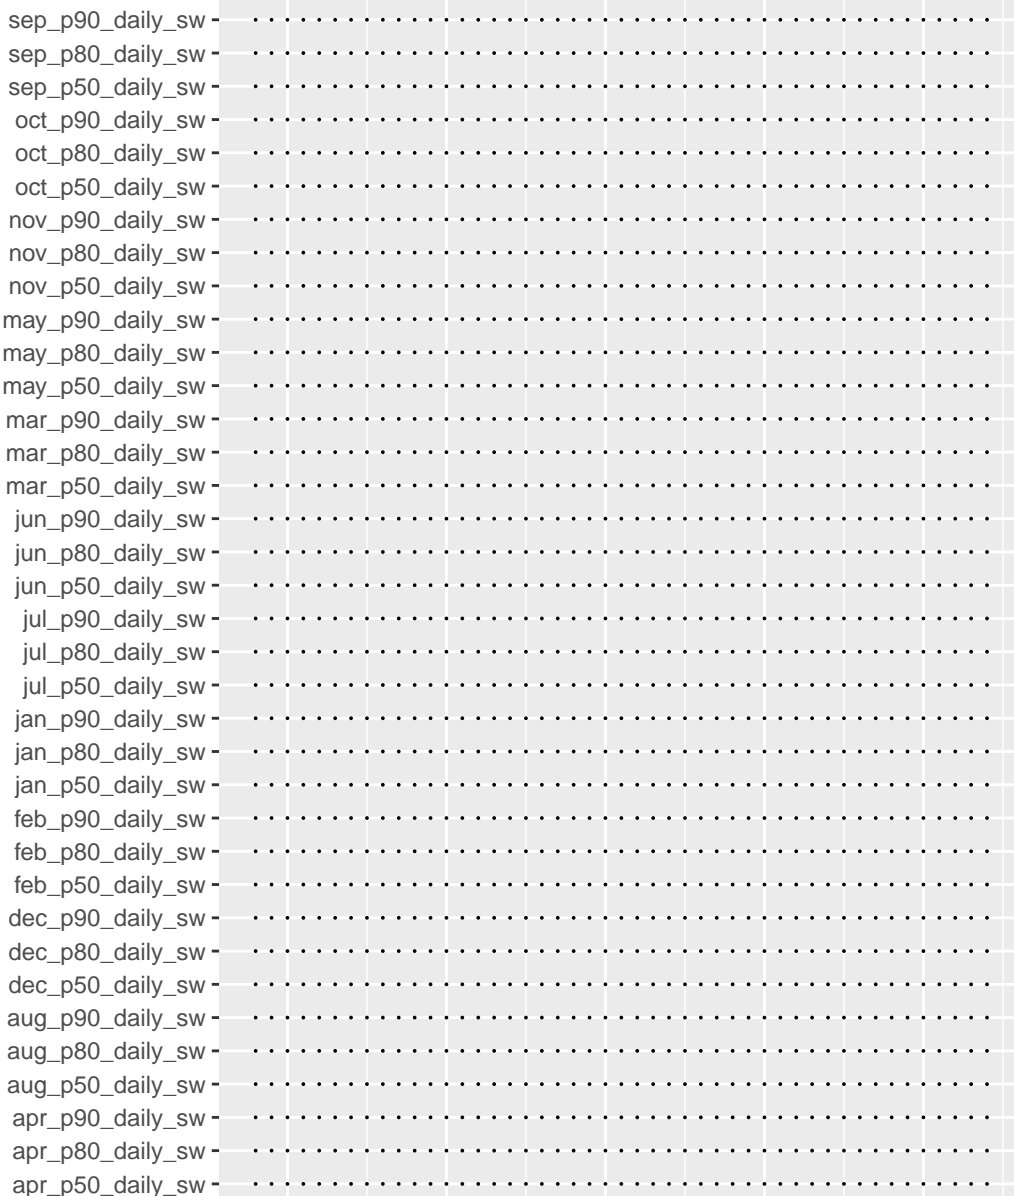 sep_p90_daily_sw
sep_p80_daily_sw
sep_p50_daily_sw
oct_p90_daily_sw
oct_p80_daily_sw
oct_p50_daily_sw
nov_p90_daily_sw
nov_p80_daily_sw
nov_p50_daily_sw
may_p90_daily_sw
may_p80_daily_sw
may_p50_daily_sw
mar_p90_daily_sw
mar_p80_daily_sw
mar_p50_daily_sw
jun_p90_daily_sw
jun_p80_daily_sw
jun_p50_daily_sw
jul_p90_daily_sw
jul_p80_daily_sw
jul_p50_daily_sw
jan_p90_daily_sw
jan_p80_daily_sw
jan_p50_daily_sw
feb_p90_daily_sw
feb_p80_daily_sw
feb_p50_daily_sw
dec_p90_daily_sw
dec_p80_daily_sw
dec_p50_daily_sw
aug_p90_daily_sw
aug_p80_daily_sw
aug_p50_daily_sw
apr_p90_daily_sw
apr_p80_daily_sw
apr_p50_daily_sw